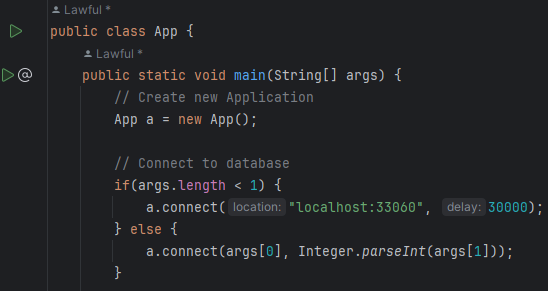 Lawful *
public class App {
Lawful *
@ public static void main(String[] args) {
// Create new Application
App a = new App();
// Connect to database
if(args.length < 1) {
a.connect( location: "localhost:33060", delay: 30000);
} else {
a.connect(args[0], Integer.parseInt(args[1]));
}